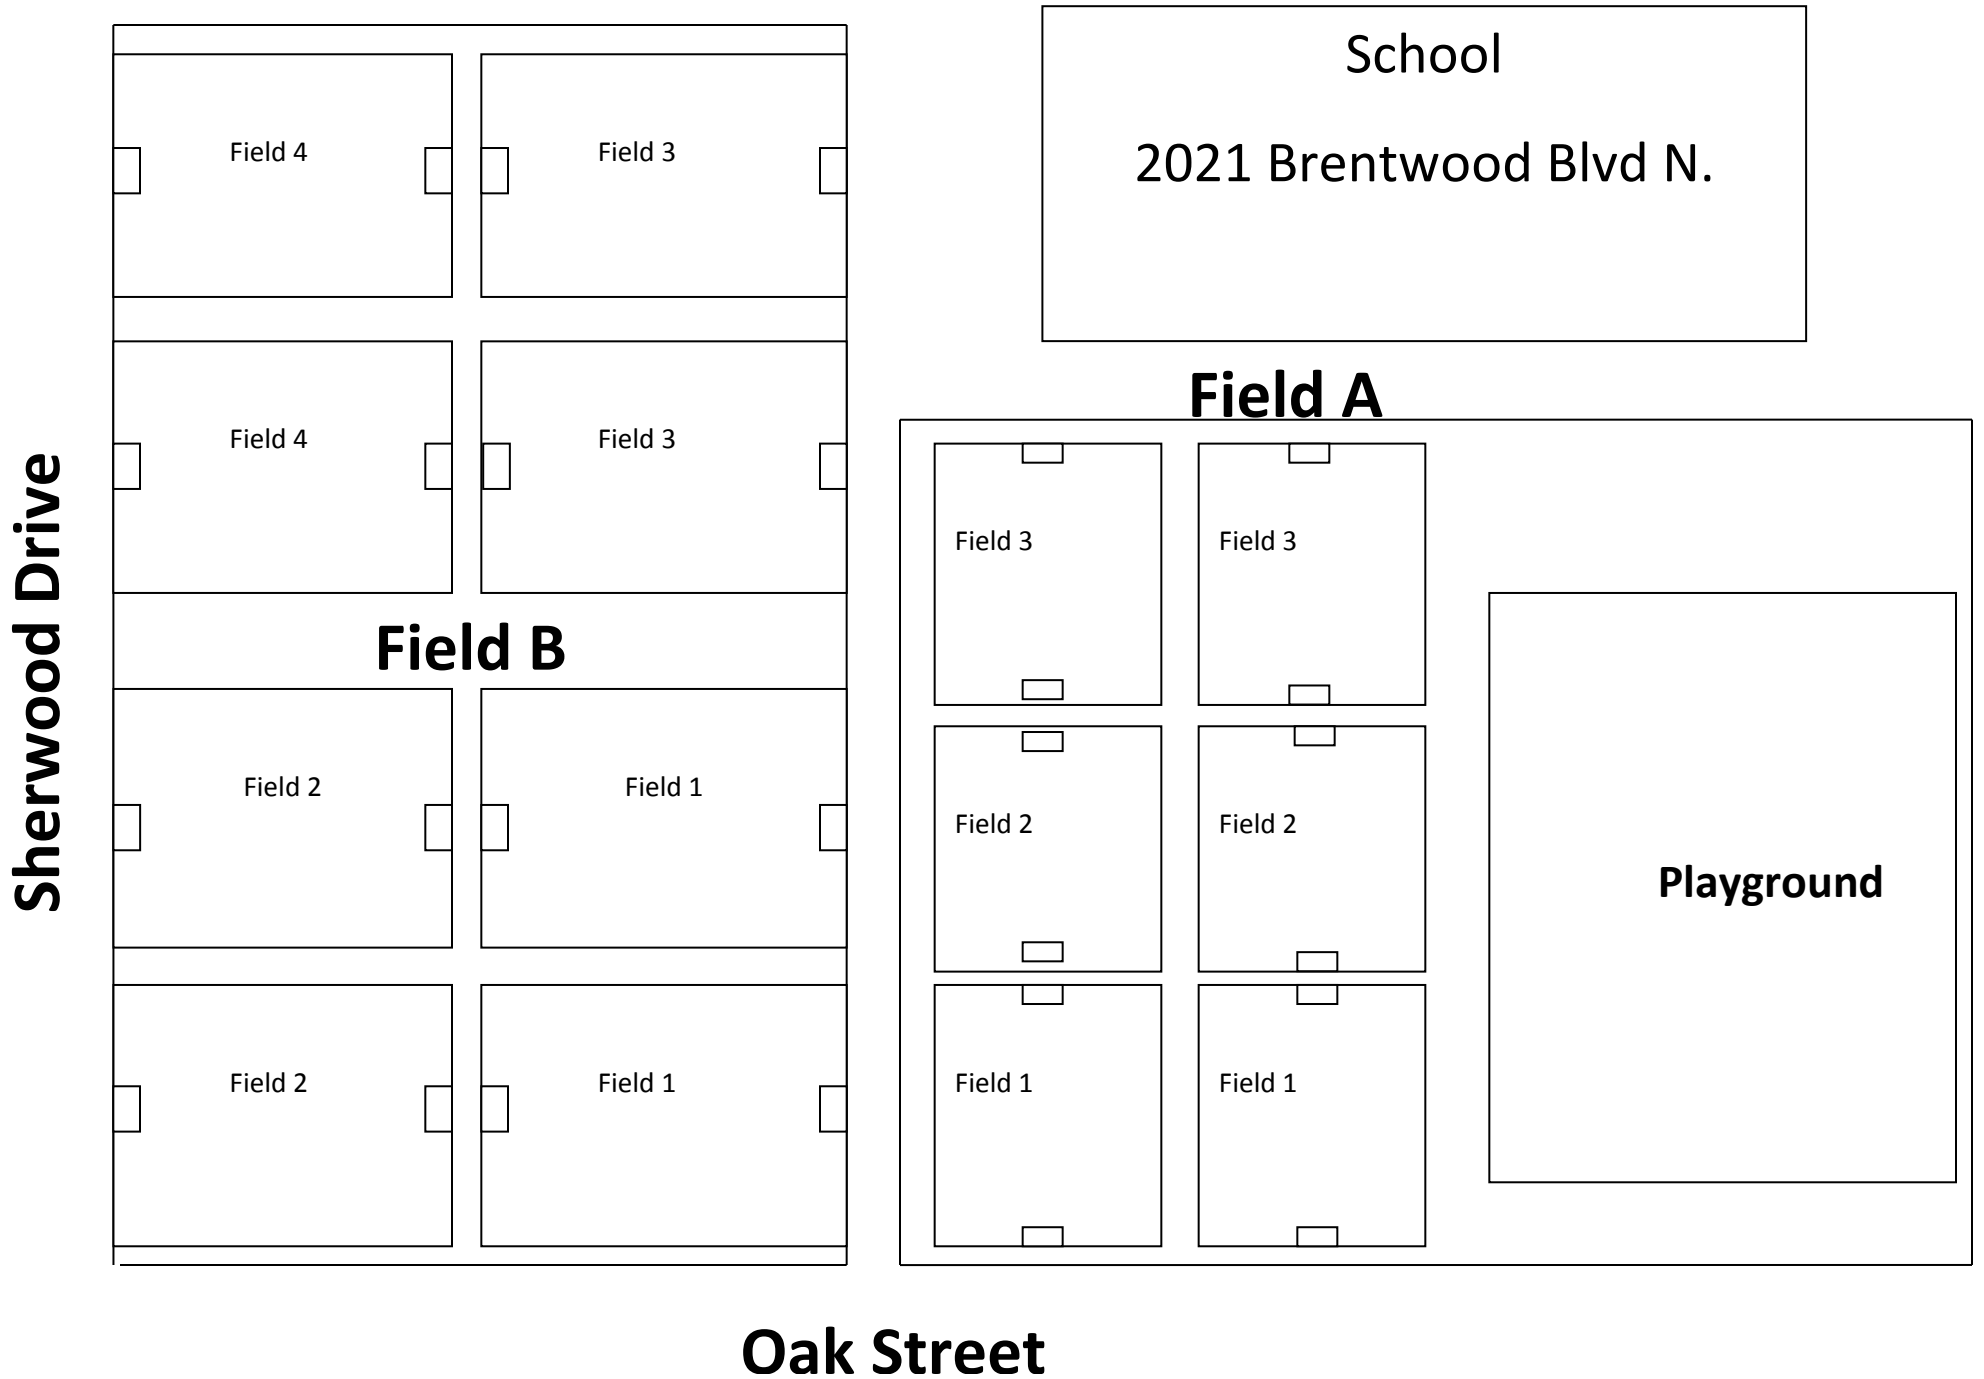 School
2021 Brentwood Blvd N.
Field 4
Field 3
Field A
Field 4
Field 3
Sherwood Drive
Field 3
Field 3
Field B
Field 2
Field 1
Field 2
Field 2
Playground
Field 2
Field 1
Field 1
Field 1
Oak Street